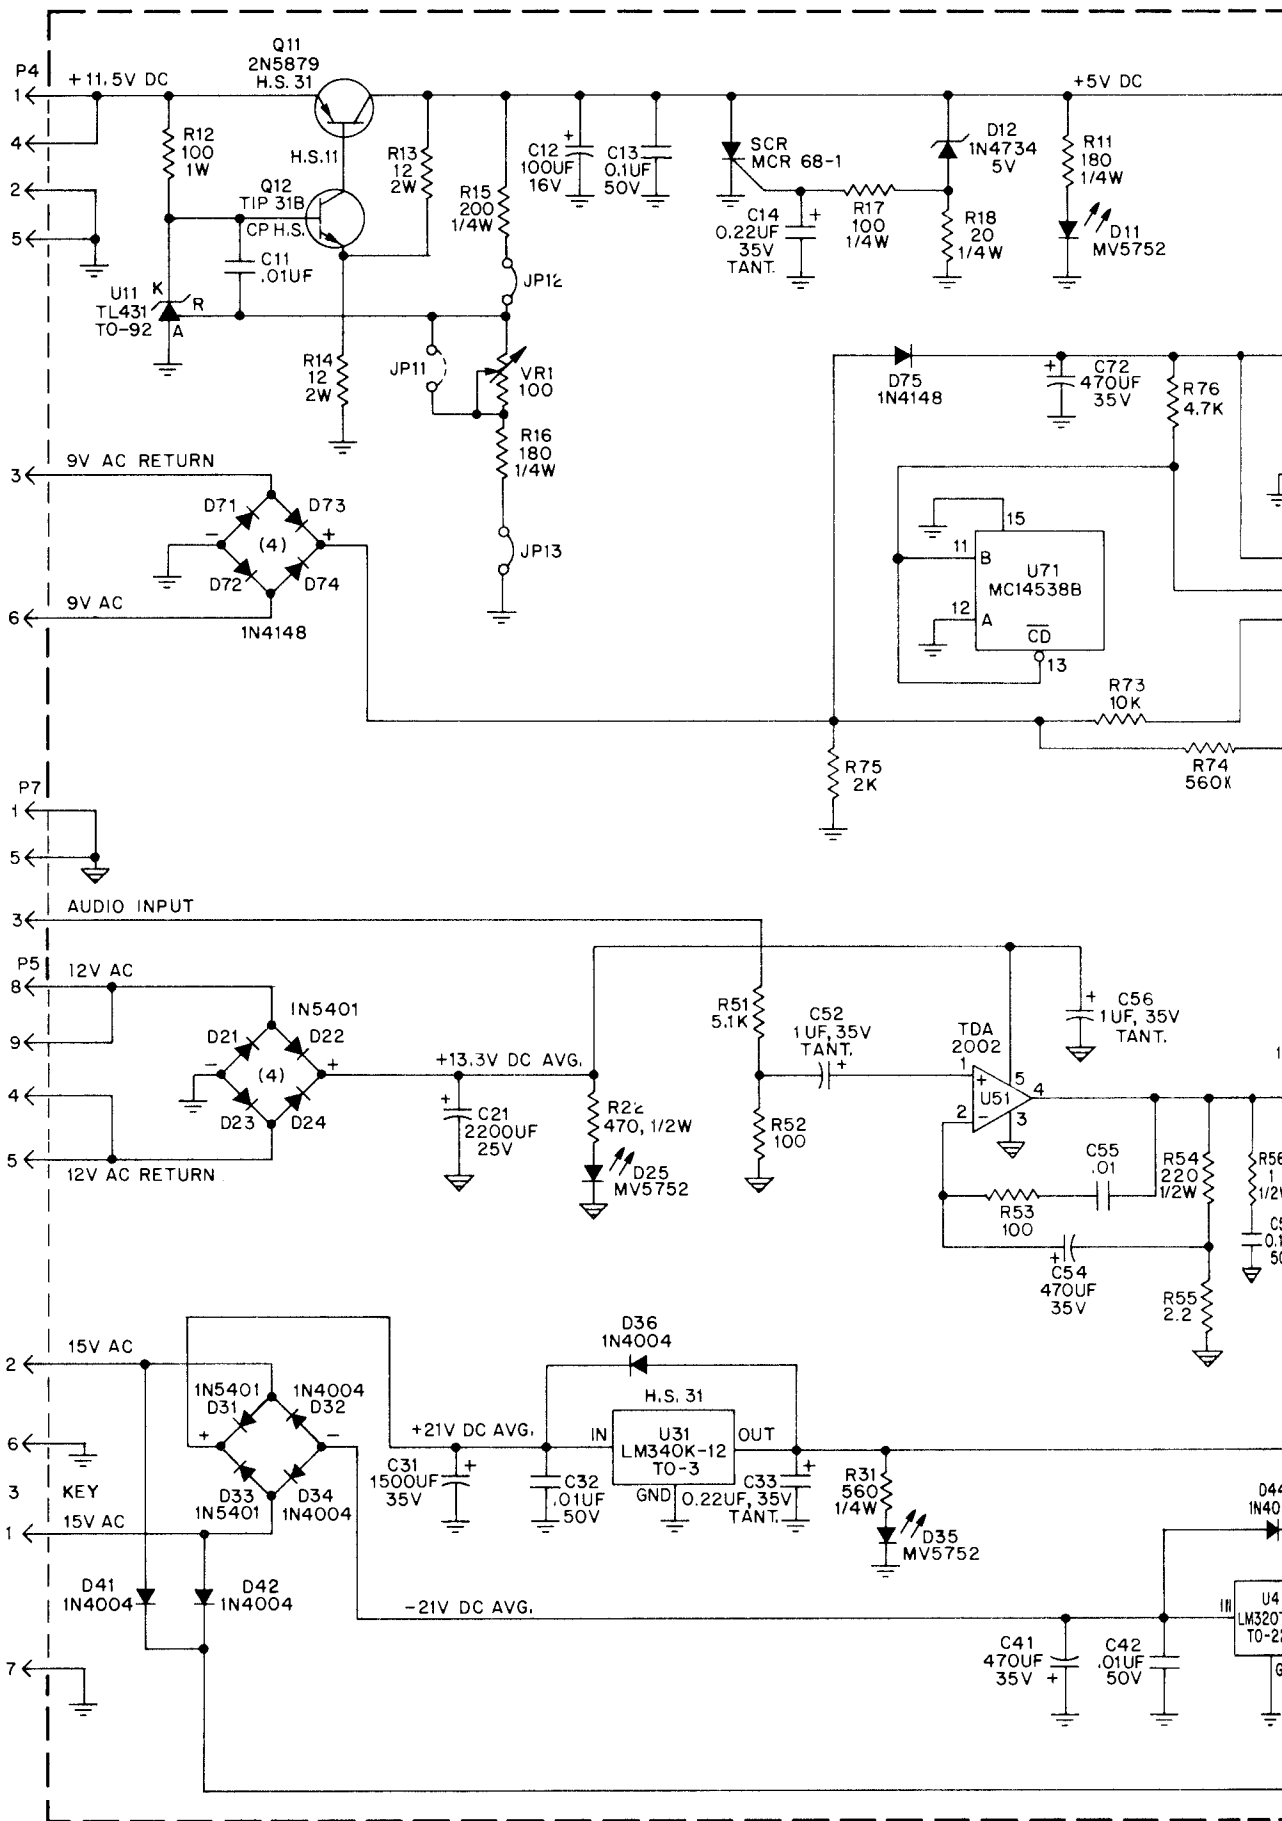 P4
+11.5V DC
Q11
2N5879
H.S. 31
+5V DC
1
4
2
5
R12
100
1W
H.S.11
Q12
TIP 31B
CP H.S.
C11
.01UF
K
R
A
U11
TL431
TO-92
R13
12
2W
R14
12
2W
R15
200
1/4W
JP12
JP11
VR1
100
R16
180
1/4W
JP13
C12
100UF
16V
+
C13
0.1UF
50V
SCR
MCR 68-1
C14
0.22UF
35V
TANT.
+
R17
100
1/4W
D12
1N4734
5V
R18
20
1/4W
R11
180
1/4W
D11
MV5752
3
9V AC RETURN
D71
D73
-
(4)
+
D72
D74
6
9V AC
1N4148
D75
1N4148
+
C72
470UF
35V
R76
4.7K
15
11
B
U71
MC14538B
12
A
CD
13
R73
10K
R74
560K
R75
2K
P7
1
5
3
AUDIO INPUT
P5
8
12V AC
9
4
5
12V AC RETURN
1N5401
D21
D22
-
(4)
+
D23
D24
+13.3V DC AVG.
+
C21
2200UF
25V
R22
470, 1/2W
D25
MV5752
R51
5.1K
R52
100
C52
1UF, 35V
TANT.
+
TDA
2002
1
+
2
-
U51
5
4
3
+
C56
1UF, 35V
TANT.
1
C55
.01
R53
100
R54
220
1/2W
R56
1
+
C54
470UF
35V
R55
2.2
2
15V AC
6
3
KEY
1
15V AC
7
1N5401
D31
1N4004
D32
+
-
D33
1N5401
D34
1N4004
D41
1N4004
D42
1N4004
+21V DC AVG.
-21V DC AVG.
C31
1500UF
35V
+
C32
.01UF
50V
D36
1N4004
H.S. 31
IN
U31
LM340K-12
TO-3
OUT
GND
C33
0.22UF, 35V
TANT.
+
R31
560
1/4W
D35
MV5752
C41
470UF
35V
+
C42
.01UF
50V
D44
IN